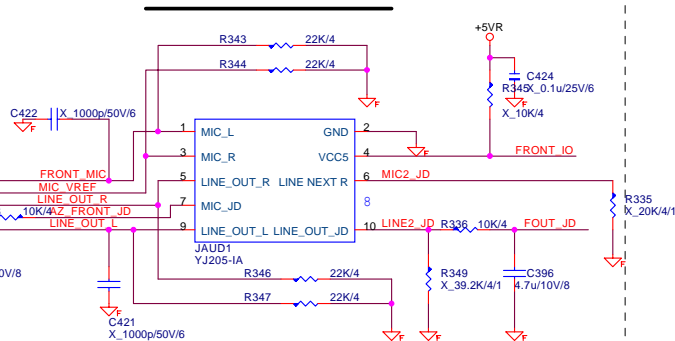 +5VR
R343 22K/4
R344 22K/4
C424
R345 X_0.1u/25V/6
X_10K/4
C422 X_1000p/50V/6
F
F
F
F
1 MIC_L GND 2
3 MIC_R VCC5 4 FRONT_IO
FRONT_MIC
5 LINE_OUT_R LINE NEXT R 6 MIC2_JD
MIC_VREF
LINE_OUT_R
7 MIC_JD 8
10K/4 AZ_FRONT_JD
LINE_OUT_L
9 LINE_OUT_L LINE_OUT_JD 10 LINE2_JD R336 10K/4 FOUT_JD
R335
X_20K/4/1
JAUD1
YJ205-IA
F
0V/8
R346 22K/4
R347 22K/4
R349
X_39.2K/4/1
C396
4.7u/10V/8
F
C421
X_1000p/50V/6
F
F
F